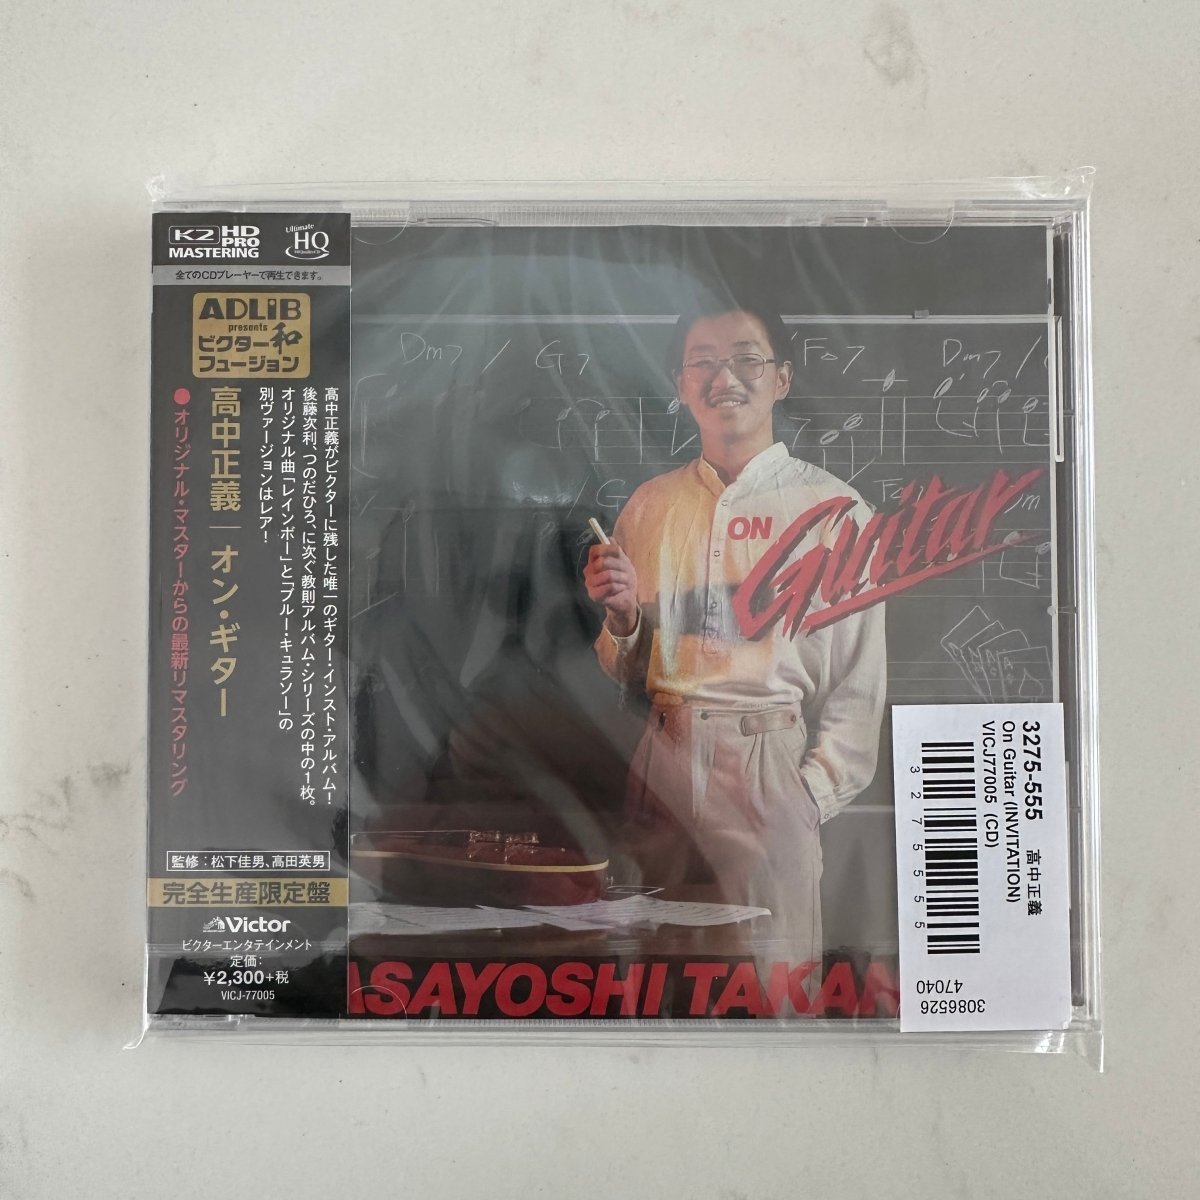 K2 HD
PRO
MASTERING
Ultimate
HQ
全てのCDプレーヤーで再生できます。
ADLiB
presents
ビクター和
フュージョン
高中正義がビクターに残した唯一のギター・インスト・アルバム!
後藤次利、つのだひろ、に次ぐ教則アルバム・シリーズの中の1枚。
オリジナル曲「レインボー」と「ブルー・キュラソー」の
別ヴァージョンはレア!
高中正義｜オン・ギター
●オリジナル・マスターからの最新リマスタリング
監修：松下佳男、高田英男
完全生産限定盤
Victor
ビクターエンタテインメント
定価：
¥2,300+税
VICJ-77005
Dm7 / G7
F△7
Dm7 /
/ G
F△
/m
ON
Guitar
ASAYOSHI TAKAN
3275-555 高中正義
On Guitar (INVITATION)
VICJ77005 (CD)
3275555
3086526
47040